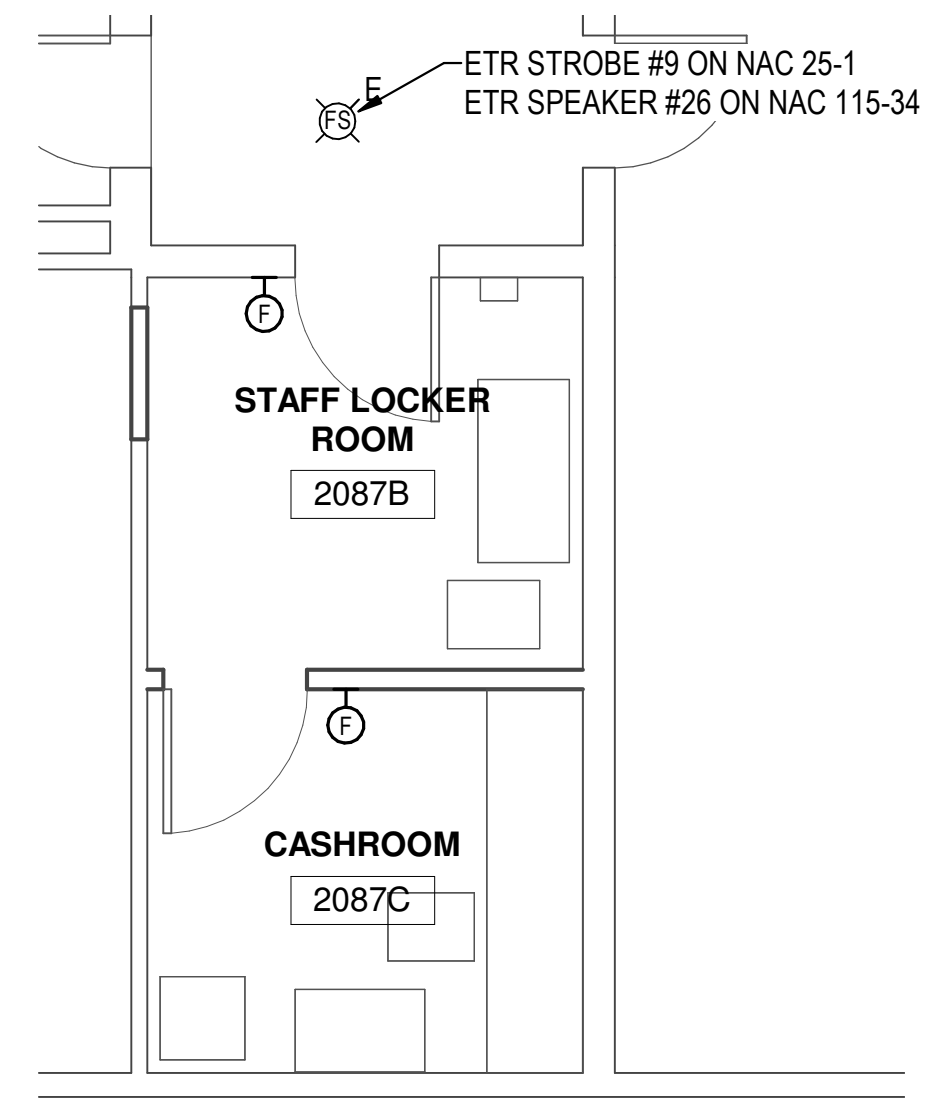 ETR STROBE #9 ON NAC 25-1
ETR SPEAKER #26 ON NAC 115-34
E
FS
F
STAFF LOCKER
ROOM
2087B
F
CASHROOM
2087C